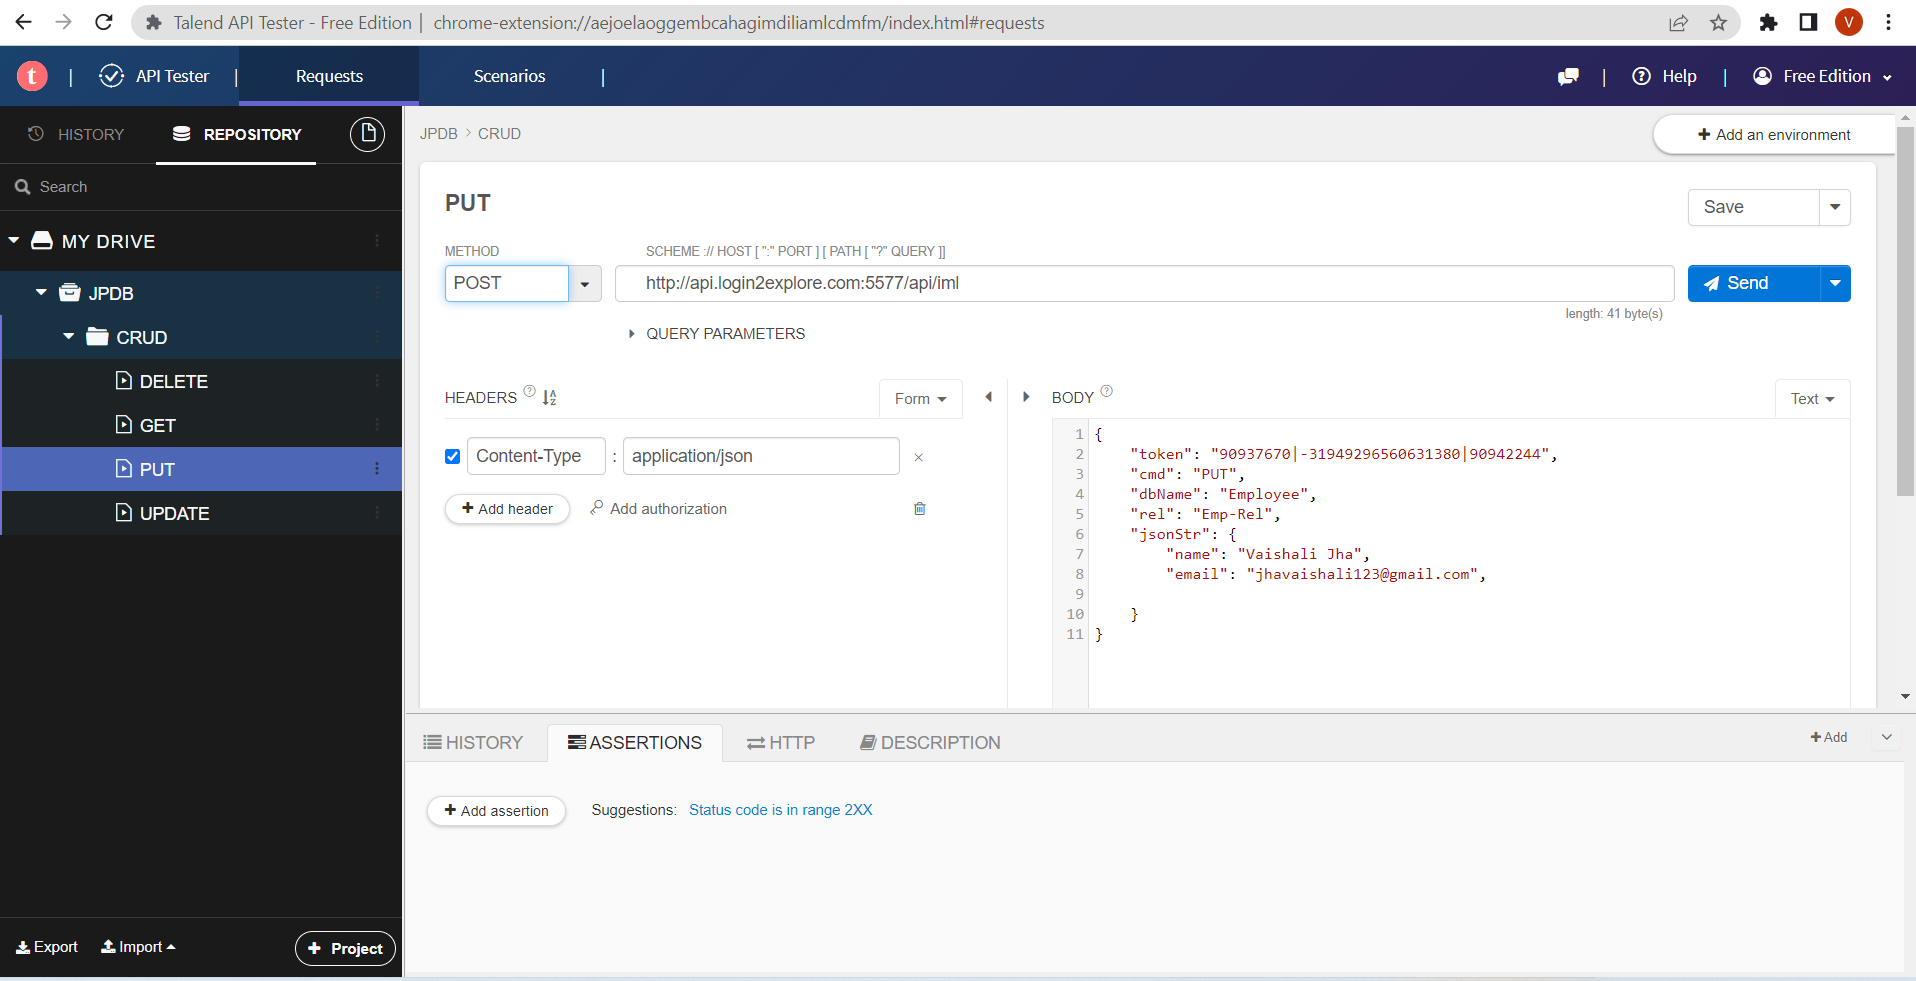 Talend API Tester - Free Edition | chrome-extension://aejoelaoggembcahagimdiliamlcdmfm/index.html#requests
V
t | API Tester | Requests Scenarios | | Help | Free Edition
HISTORY REPOSITORY
Search
MY DRIVE
JPDB
CRUD
DELETE
GET
PUT
UPDATE
Export Import + Project
JPDB > CRUD
+ Add an environment
PUT
Save
METHOD SCHEME :// HOST [ ":" PORT ] [ PATH [ "?" QUERY ]]
POST http://api.login2explore.com:5577/api/iml Send
length: 41 byte(s)
QUERY PARAMETERS
HEADERS ? Form
Content-Type : application/json ×
+ Add header Add authorization
BODY ? Text
1 {
2 "token": "90937670|-31949296560631380|90942244",
3 "cmd": "PUT",
4 "dbName": "Employee",
5 "rel": "Emp-Rel",
6 "jsonStr": {
7 "name": "Vaishali Jha",
8 "email": "jhavaishali123@gmail.com",
9
10 }
11 }
HISTORY ASSERTIONS HTTP DESCRIPTION + Add
+ Add assertion Suggestions: Status code is in range 2XX